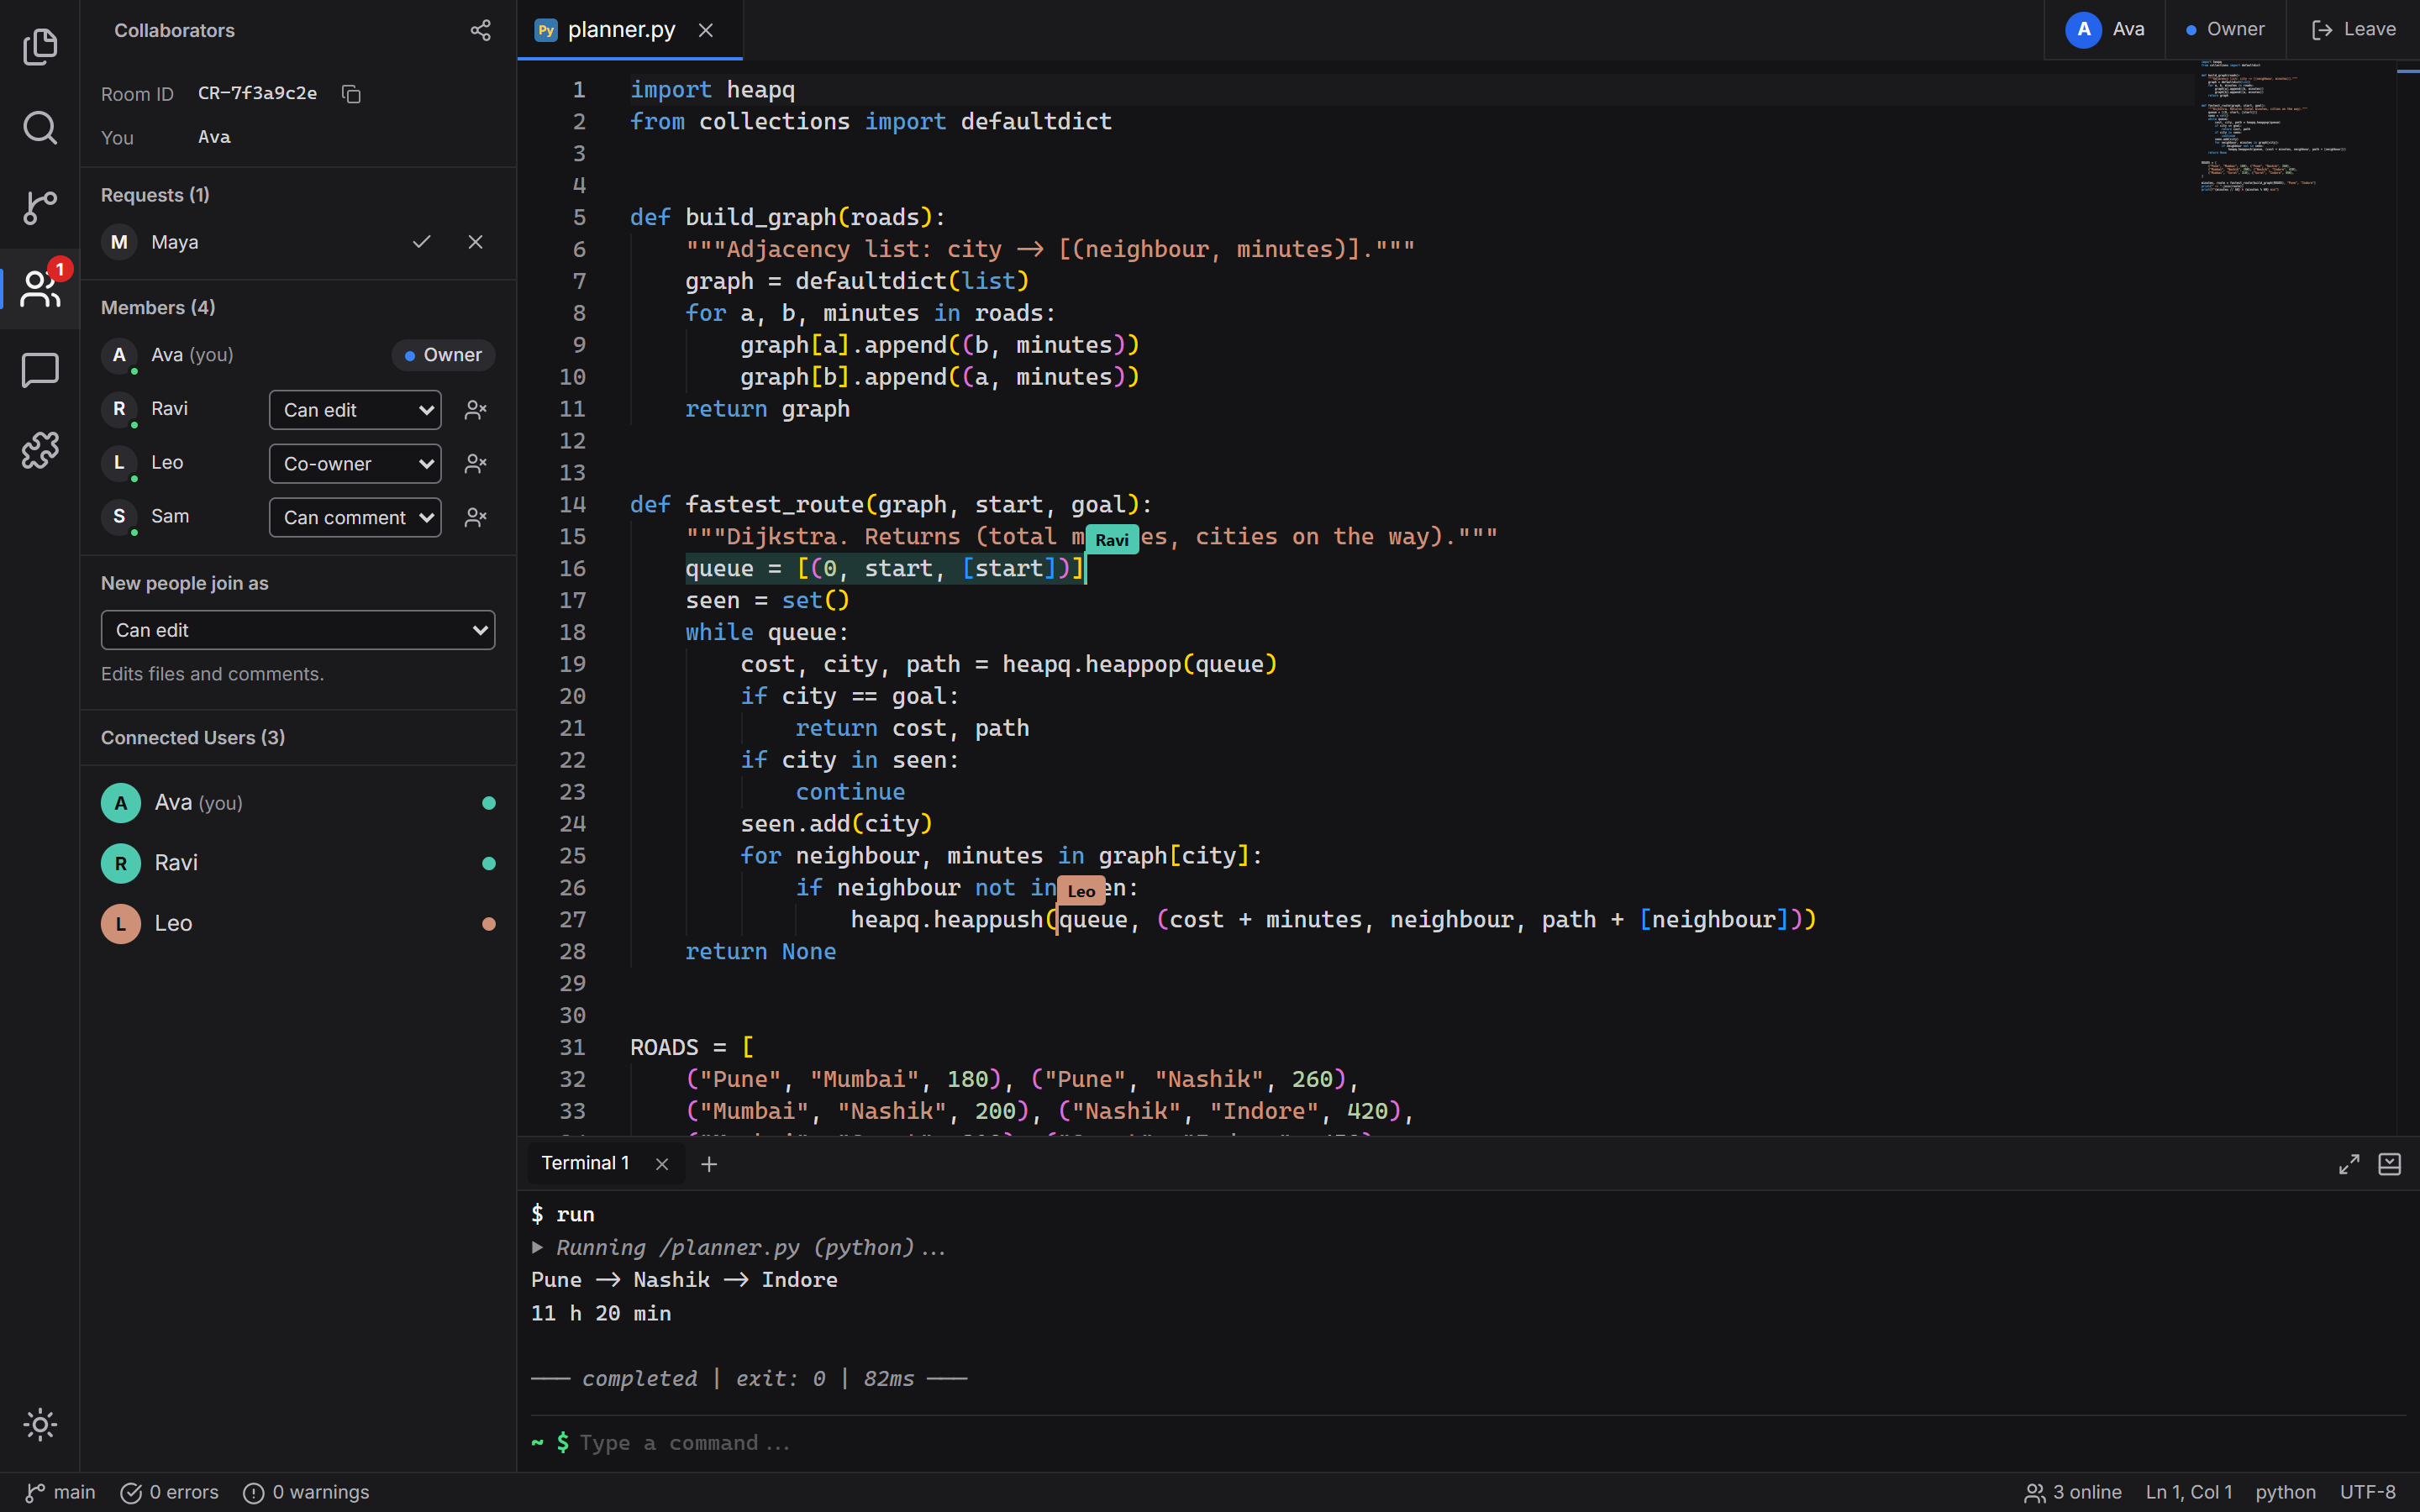 Collaborators
Room ID CR-7f3a9c2e
You Ava
Requests (1)
M Maya
1
Members (4)
A Ava (you) Owner
R Ravi Can edit
L Leo Co-owner
S Sam Can comment
New people join as
Can edit
Edits files and comments.
Connected Users (3)
A Ava (you)
R Ravi
L Leo
Py planner.py
A Ava Owner Leave
1 import heapq
2 from collections import defaultdict
3
4
5 def build_graph(roads):
6 """Adjacency list: city -> [(neighbour, minutes)]."""
7 graph = defaultdict(list)
8 for a, b, minutes in roads:
9 graph[a].append((b, minutes))
10 graph[b].append((a, minutes))
11 return graph
12
13
14 def fastest_route(graph, start, goal):
15 """Dijkstra. Returns (total m Ravi es, cities on the way)."""
16 queue = [(0, start, [start])]
17 seen = set()
18 while queue:
19 cost, city, path = heapq.heappop(queue)
20 if city == goal:
21 return cost, path
22 if city in seen:
23 continue
24 seen.add(city)
25 for neighbour, minutes in graph[city]:
26 if neighbour not in Leo en:
27 heapq.heappush(queue, (cost + minutes, neighbour, path + [neighbour]))
28 return None
29
30
31 ROADS = [
32 ("Pune", "Mumbai", 180), ("Pune", "Nashik", 260),
33 ("Mumbai", "Nashik", 200), ("Nashik", "Indore", 420),
Terminal 1
$ run
▶ Running /planner.py (python)...
Pune -> Nashik -> Indore
11 h 20 min
─── completed | exit: 0 | 82ms ───
~ $ Type a command...
main 0 errors 0 warnings
3 online Ln 1, Col 1 python UTF-8